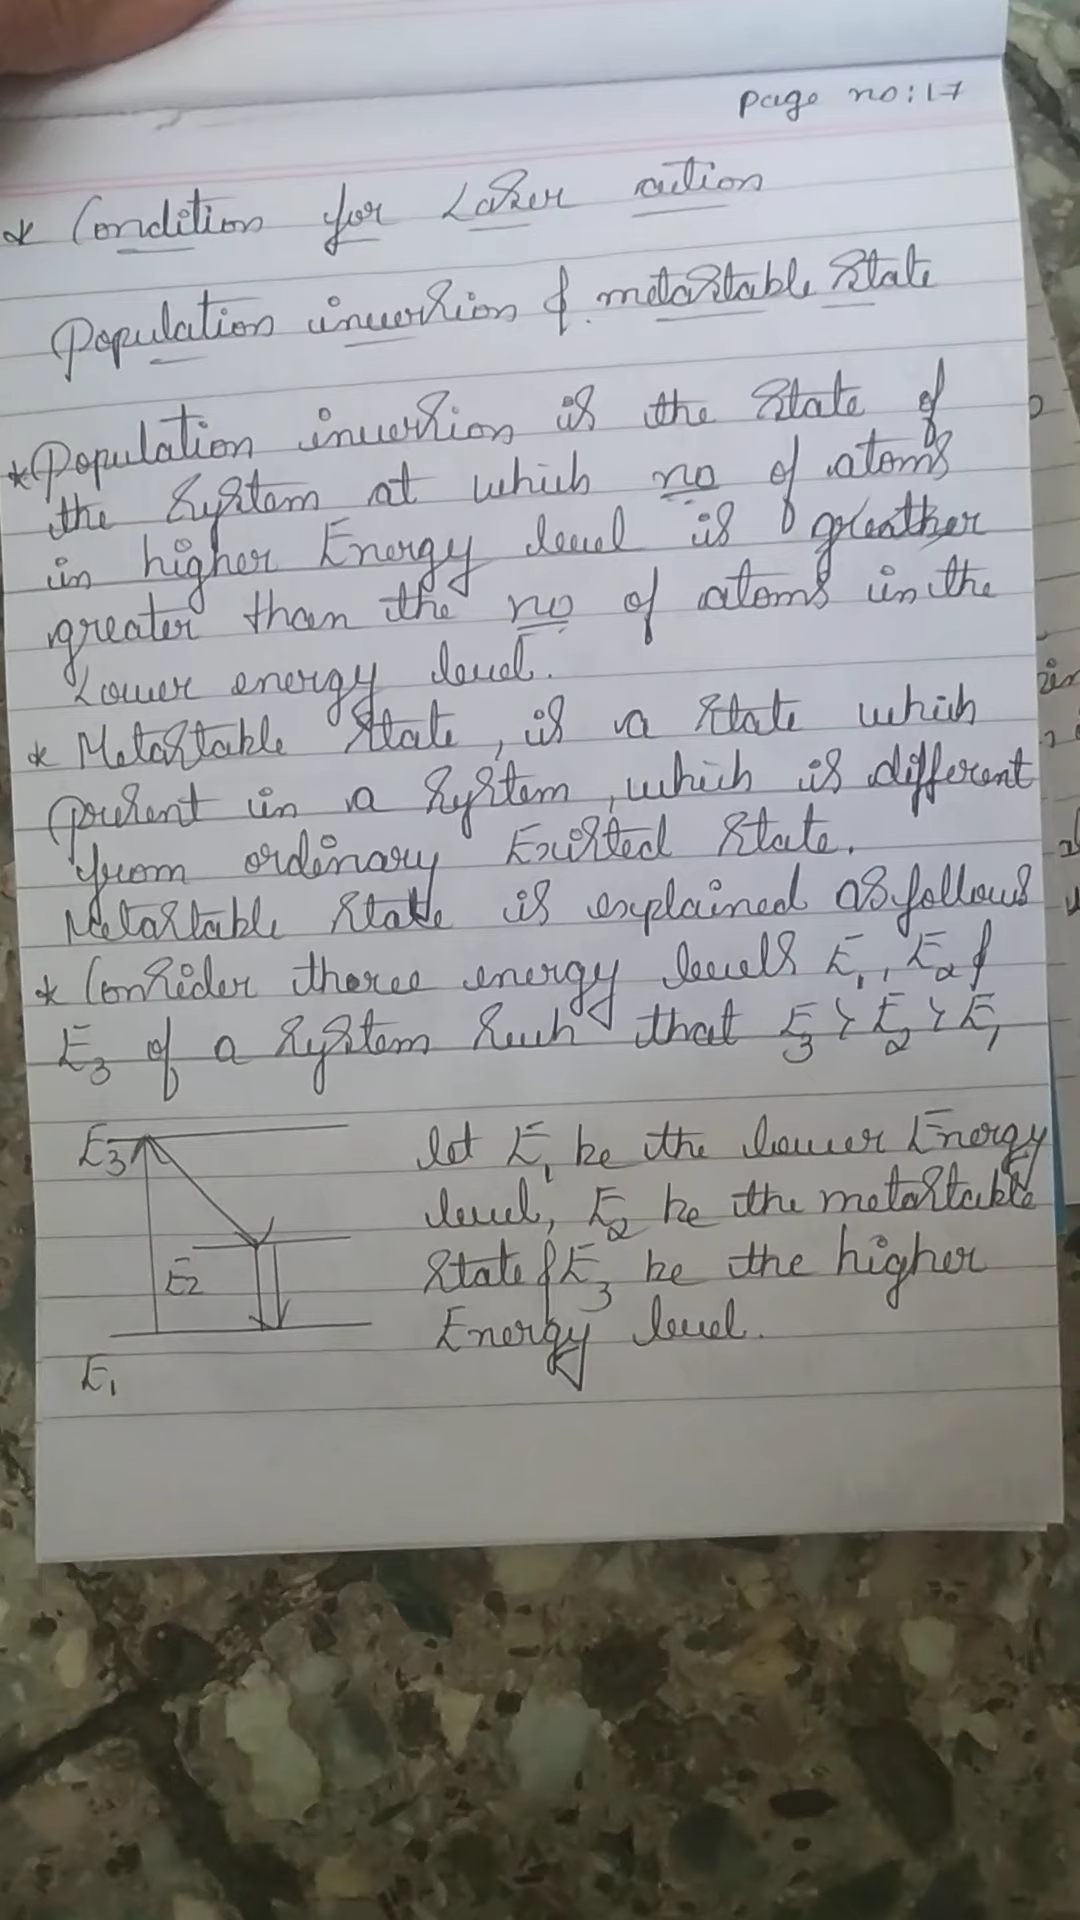 page no: 17
* Condition for Laser action
Population inversion & metastable state
* Population inversion is the state of
the system at which no of atoms
in higher Energy level is greather
greater than the no of atoms in the
Lower energy level.
* Metastable state, is a state which
present in a system, which is different
from ordinary Excited state.
Metastable state is explained as follows
* Consider three energy levels E1, E2 &
E3 of a system such that E3 > E2 > E1
E3
let E1 be the lower Energy
level, E2 be the metastable
E2
state & E3 be the higher
Energy level.
E1